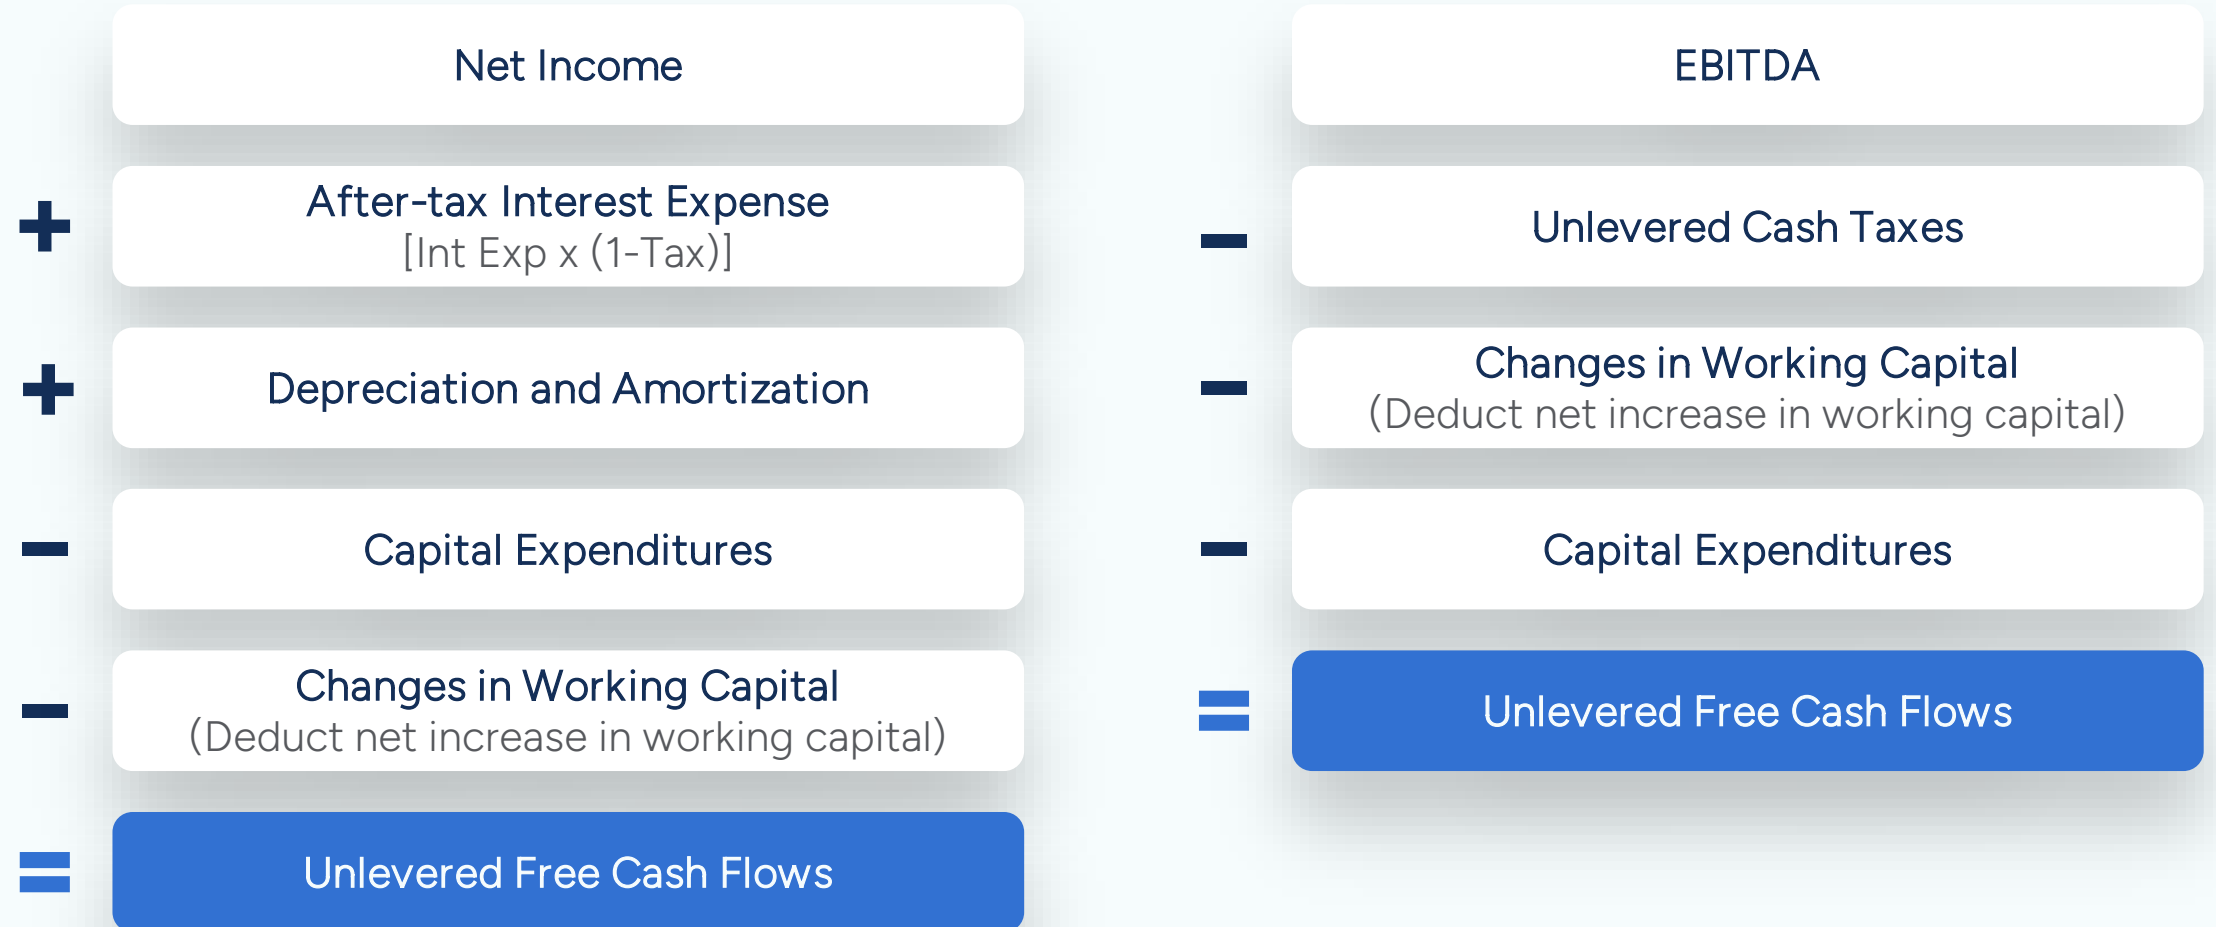 Net Income
+
After-tax Interest Expense
[Int Exp x (1-Tax)]
+
Depreciation and Amortization
−
Capital Expenditures
−
Changes in Working Capital
(Deduct net increase in working capital)
=
Unlevered Free Cash Flows
EBITDA
−
Unlevered Cash Taxes
−
Changes in Working Capital
(Deduct net increase in working capital)
−
Capital Expenditures
=
Unlevered Free Cash Flows